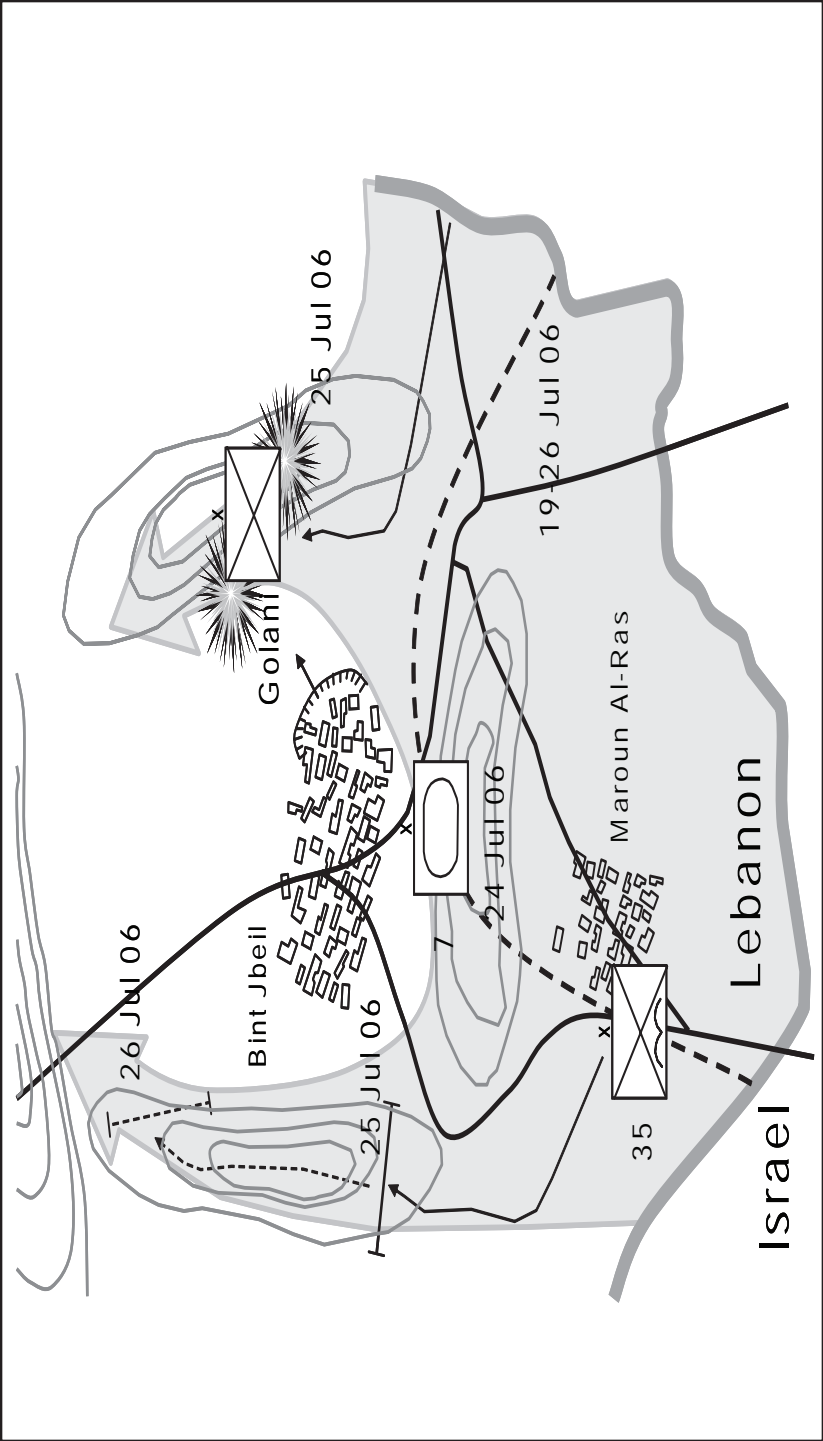 26 Jul 06
x
Bint Jbeil
Golani
25 Jul 06
25 Jul 06
x
7
24 Jul 06
19-26 Jul 06
x
Maroun Al-Ras
35
Lebanon
Israel